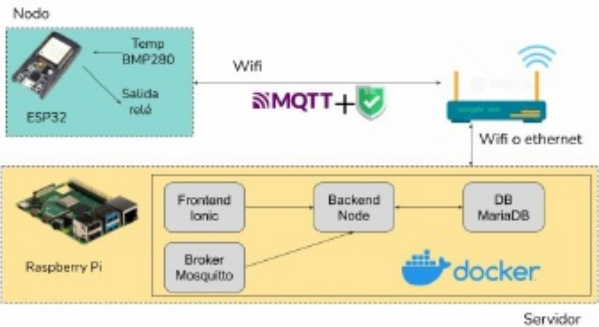 Nodo
Temp
BMP280
Salida
relé
ESP32
Wifi
MQTT+
Wifi o ethernet
Frontend
Ionic
Backend
Node
DB
MariaDB
Broker
Mosquitto
Raspberry Pi
docker
Servidor